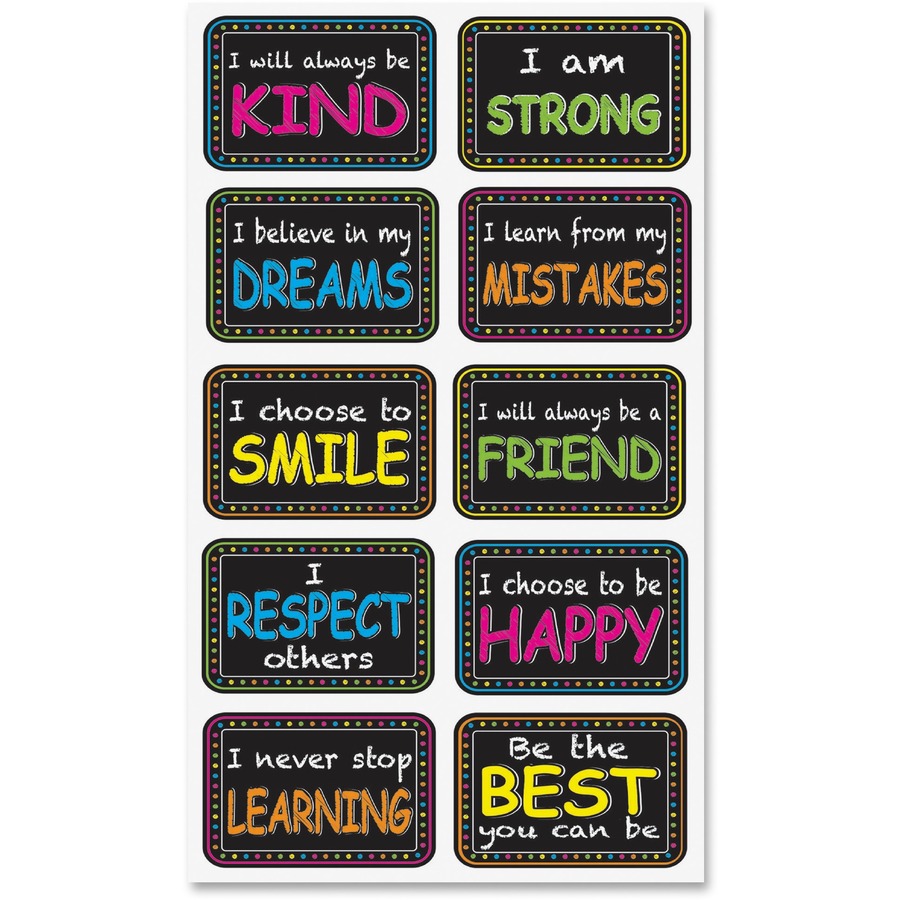 I will always be
KIND
I am
STRONG
I believe in my
DREAMS
I learn from my
MISTAKES
I choose to
SMILE
I will always be a
FRIEND
I
RESPECT
others
I choose to be
HAPPY
I never stop
LEARNING
Be the
BEST
you can be